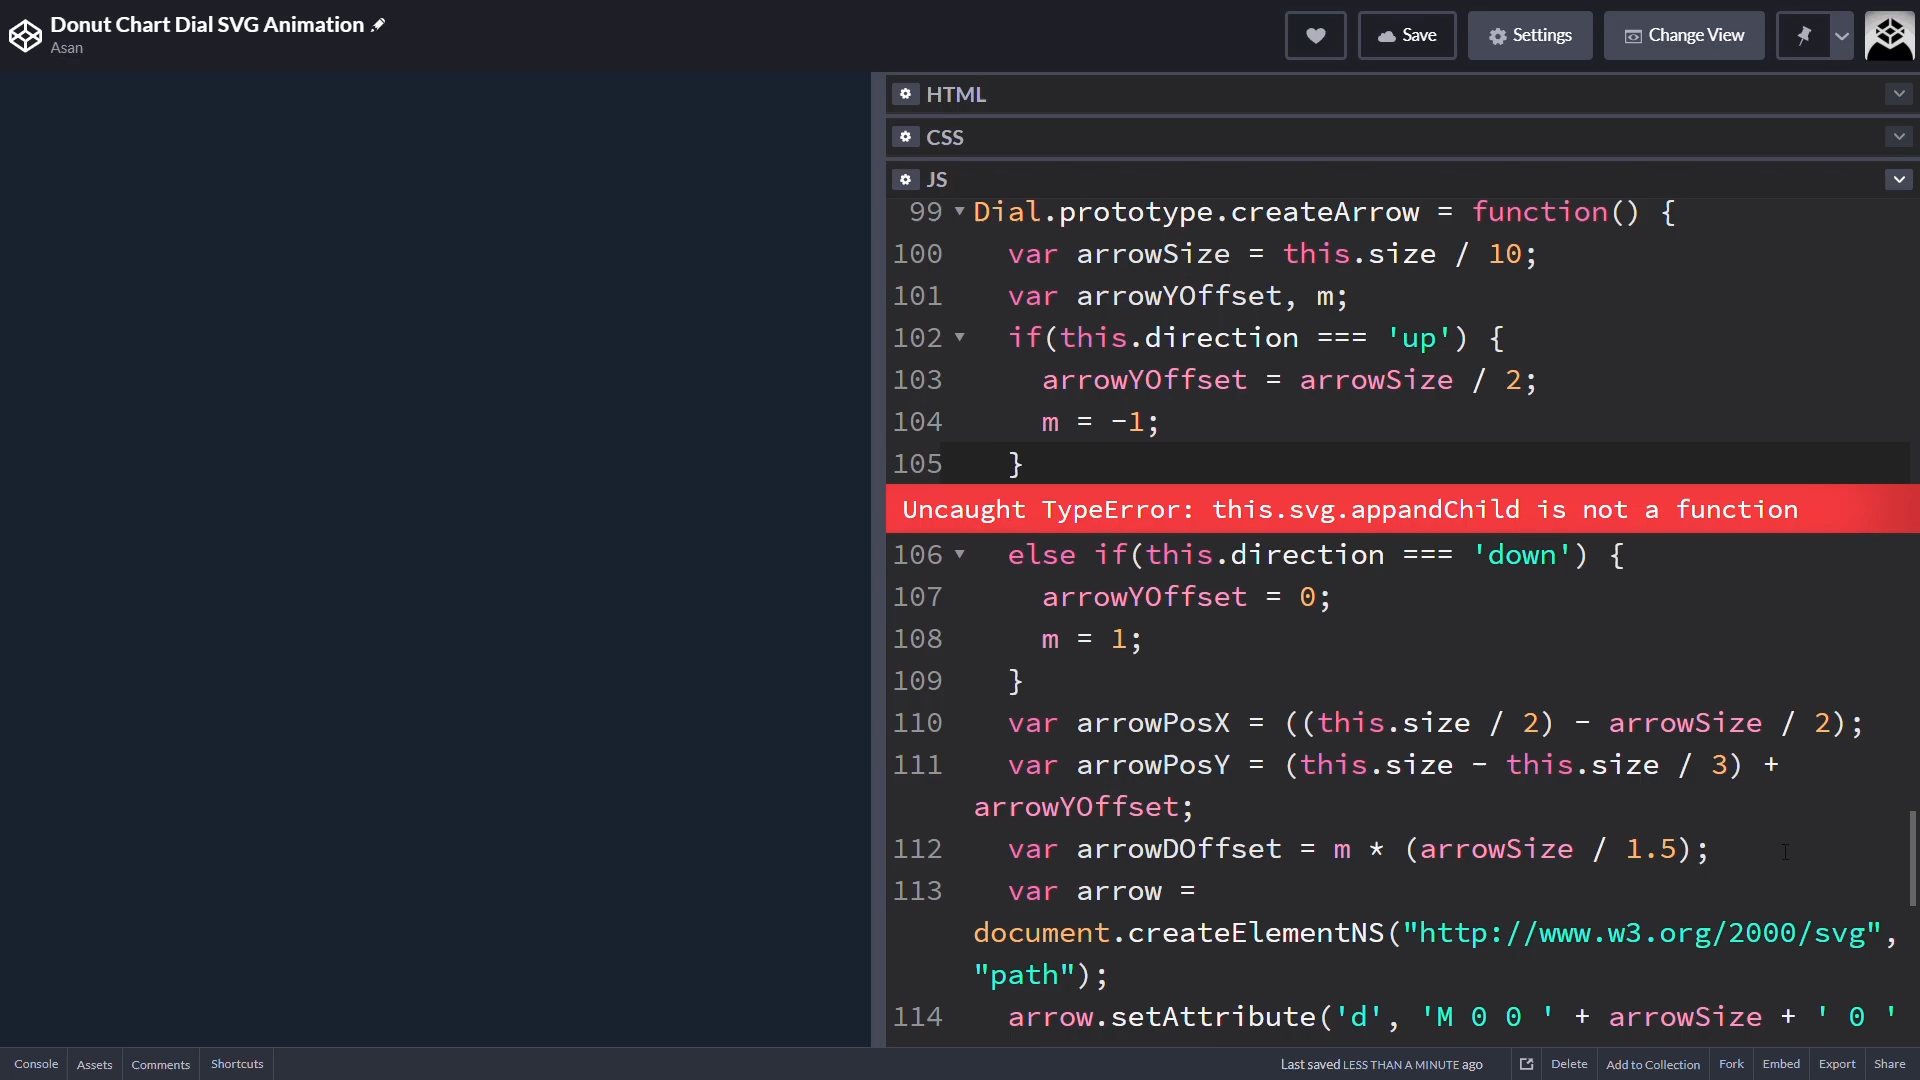 Donut Chart Dial SVG Animation
Asan
Save
Settings
Change View
HTML
CSS
JS
99 Dial.prototype.createArrow = function() {
100 var arrowSize = this.size / 10;
101 var arrowYOffset, m;
102 if(this.direction === 'up') {
103 arrowYOffset = arrowSize / 2;
104 m = -1;
105 }
Uncaught TypeError: this.svg.appandChild is not a function
106 else if(this.direction === 'down') {
107 arrowYOffset = 0;
108 m = 1;
109 }
110 var arrowPosX = ((this.size / 2) - arrowSize / 2);
111 var arrowPosY = (this.size - this.size / 3) +
arrowYOffset;
112 var arrowDOffset = m * (arrowSize / 1.5);
113 var arrow =
document.createElementNS("http://www.w3.org/2000/svg",
"path");
114 arrow.setAttribute('d', 'M 0 0 ' + arrowSize + ' 0 '
Console
Assets
Comments
Shortcuts
Last saved LESS THAN A MINUTE ago
Delete
Add to Collection
Fork
Embed
Export
Share